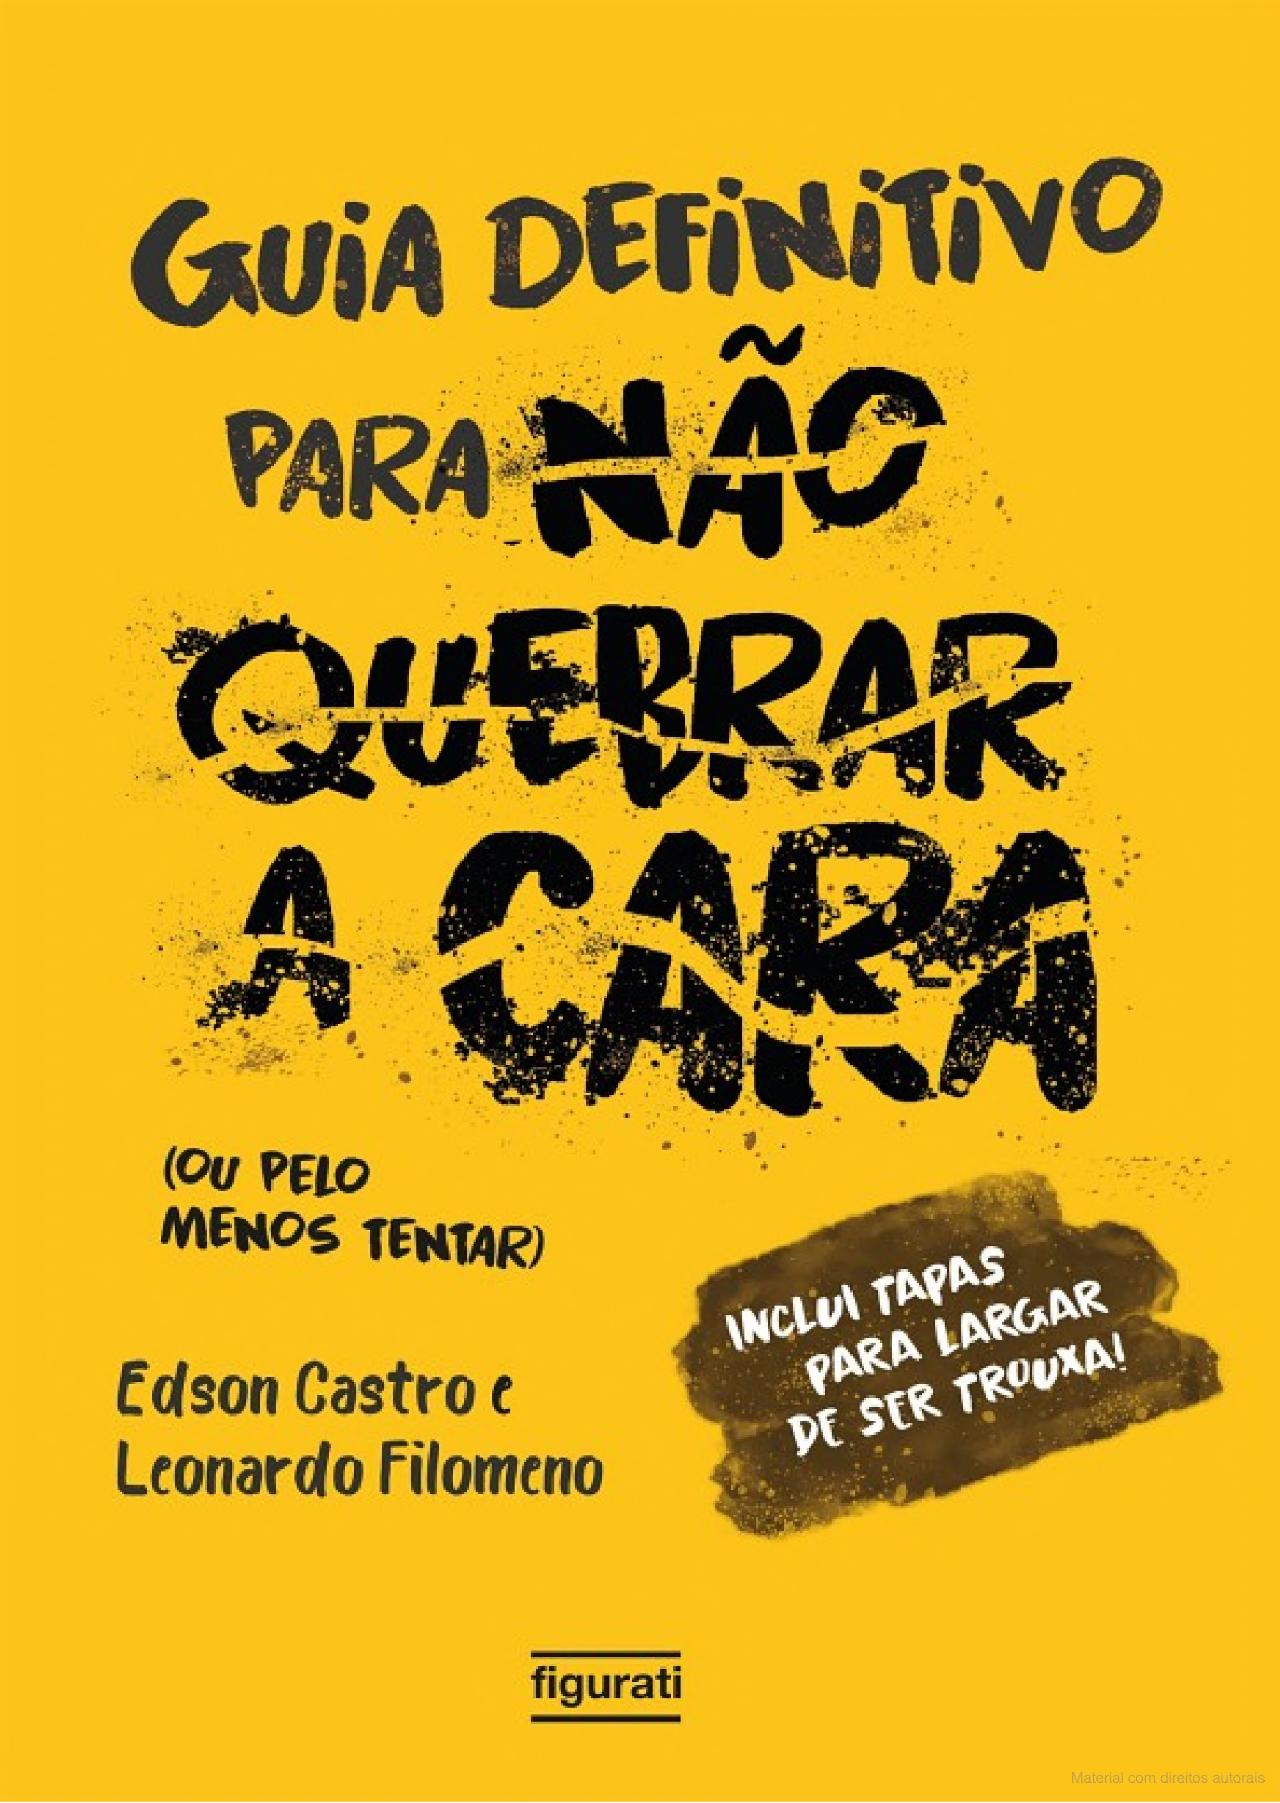 GUiA DEFiNiTiVO
PARA NÃO
QUEBRAR
A CARA
(OU PELO
MENOS TENTAR)
INCLUI TAPAS
PARA LARGAR
DE SER TROUXA!
Edson Castro e
Leonardo Filomeno
figurati
Material com direitos autorais